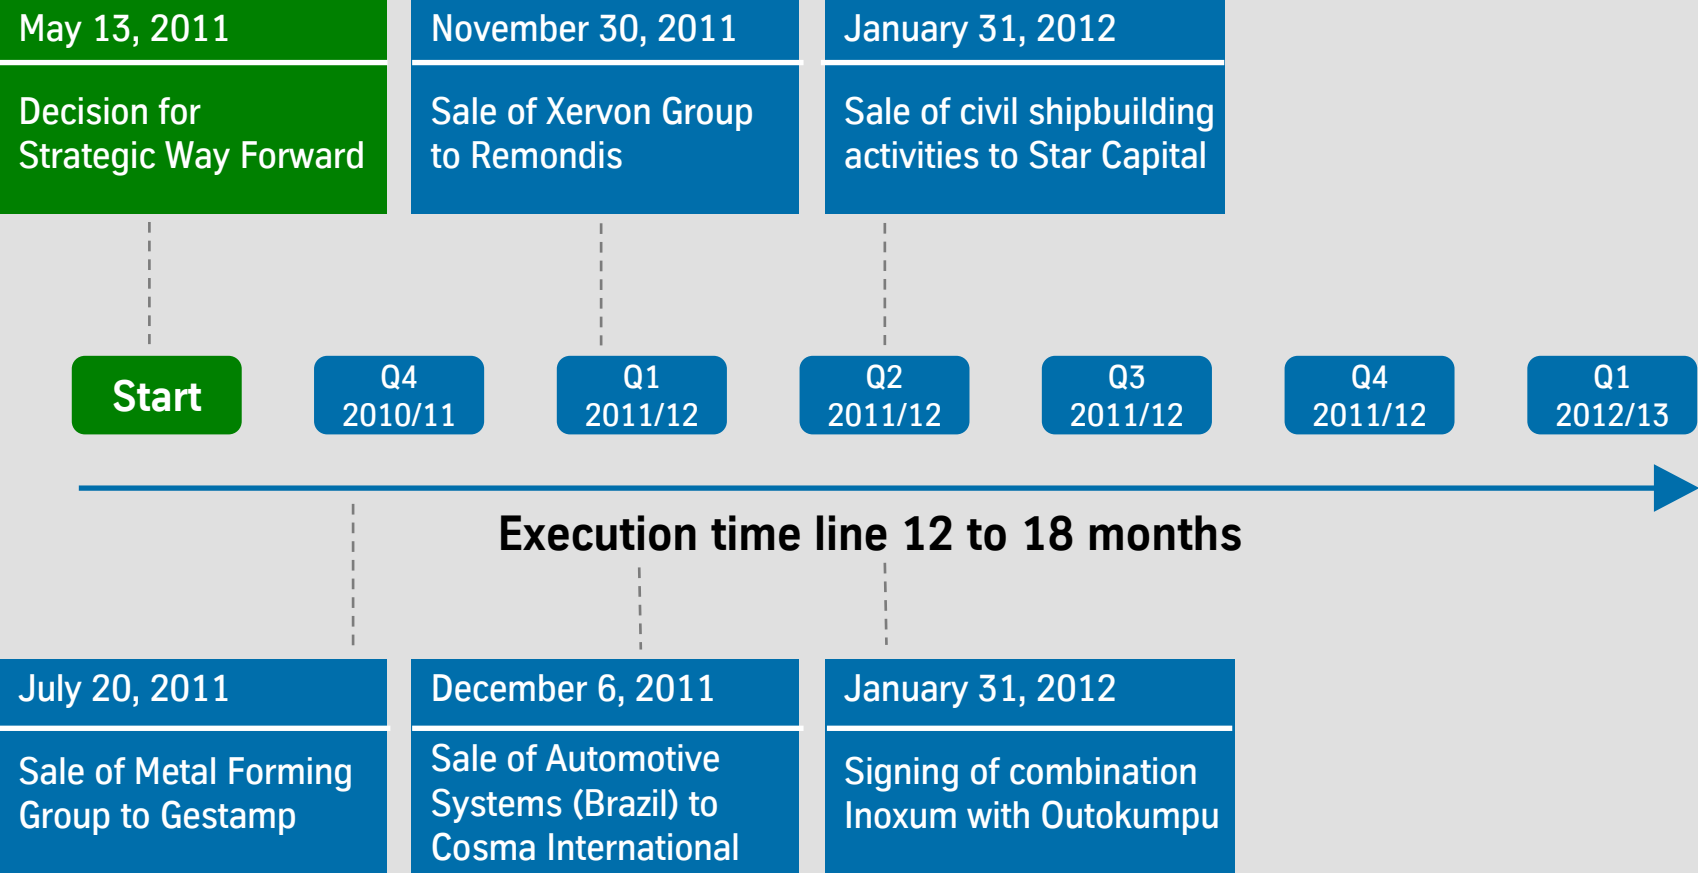 May 13, 2011
Decision for
Strategic Way Forward
November 30, 2011
Sale of Xervon Group
to Remondis
January 31, 2012
Sale of civil shipbuilding
activities to Star Capital
Start
Q4
2010/11
Q1
2011/12
Q2
2011/12
Q3
2011/12
Q4
2011/12
Q1
2012/13
Execution time line 12 to 18 months
July 20, 2011
Sale of Metal Forming
Group to Gestamp
December 6, 2011
Sale of Automotive
Systems (Brazil) to
Cosma International
January 31, 2012
Signing of combination
Inoxum with Outokumpu